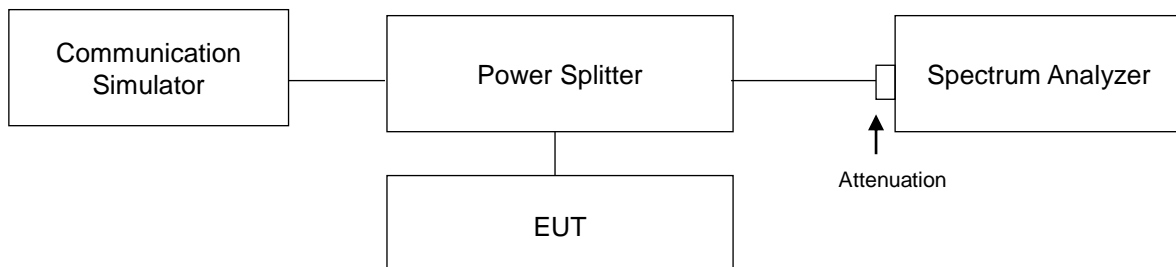 Communication
Simulator
Power Splitter
Spectrum Analyzer
Attenuation
EUT